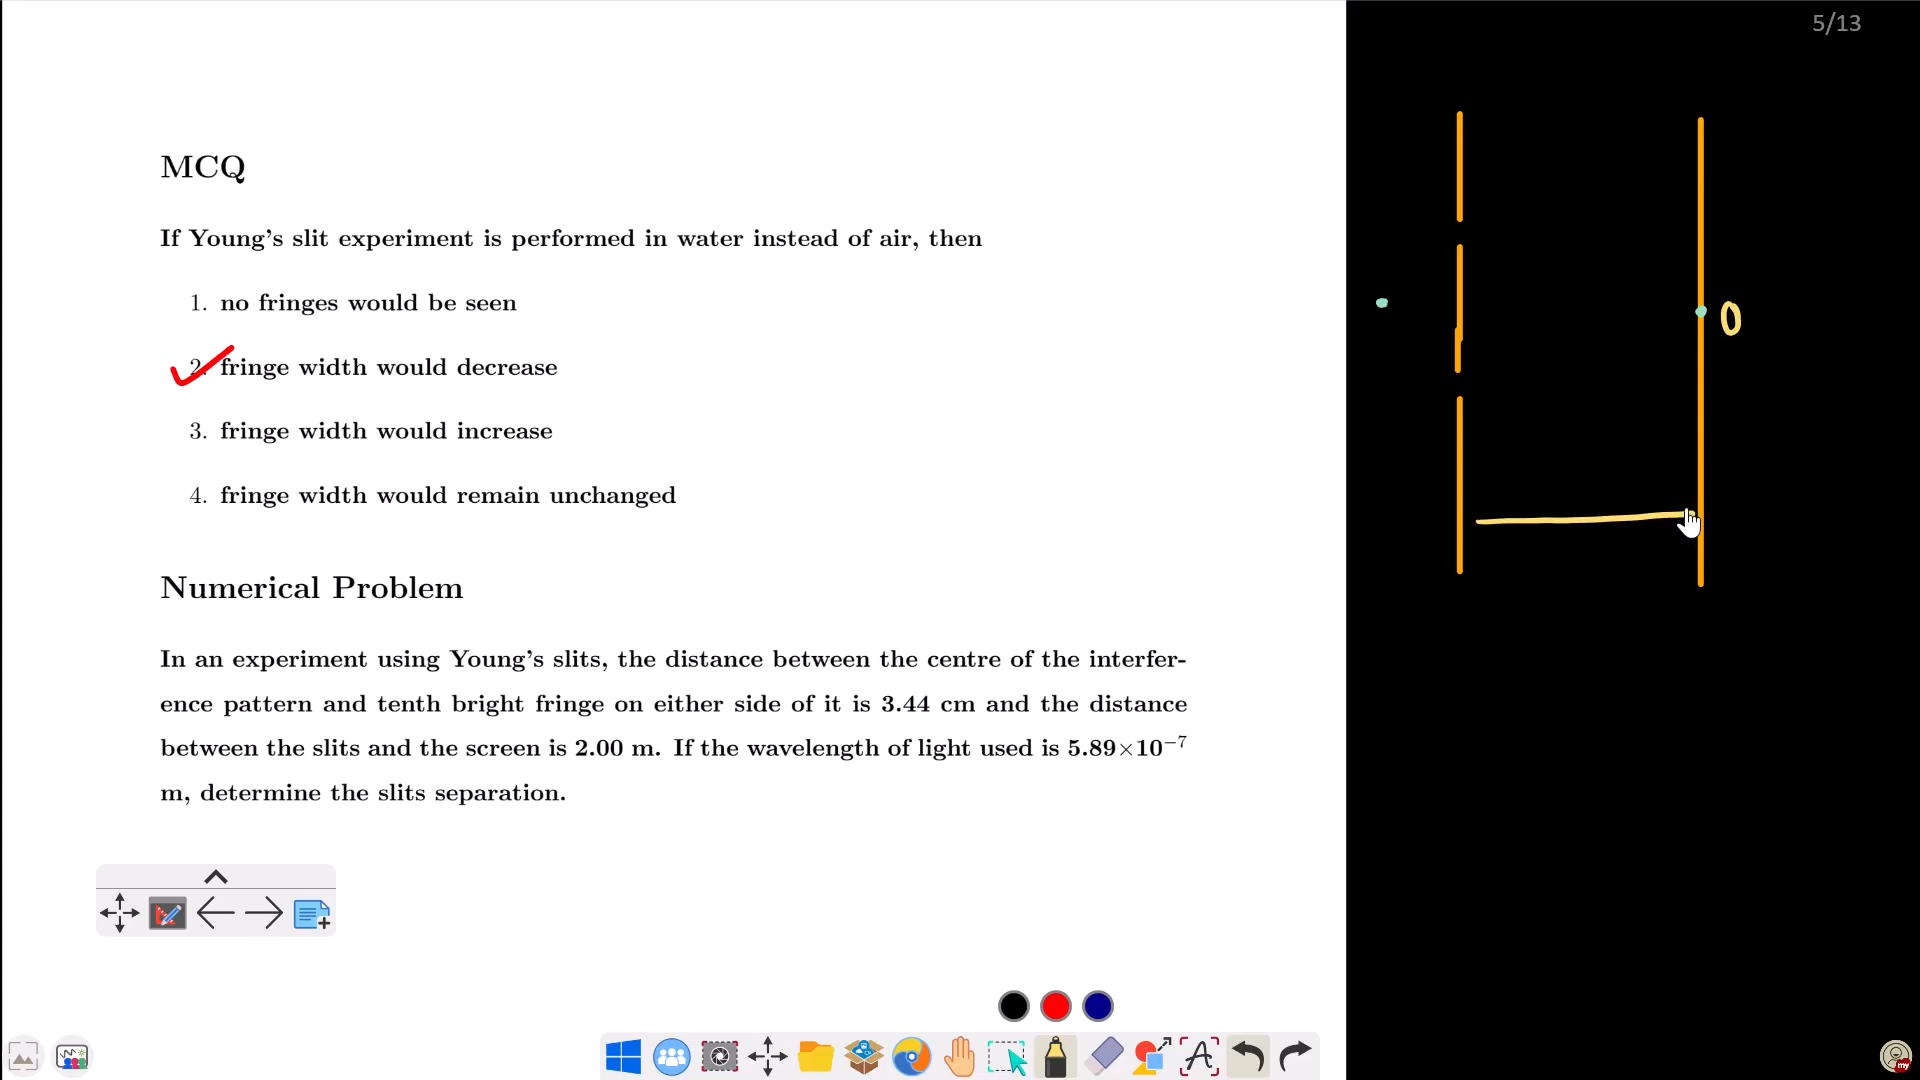 5/13
MCQ
If Young's slit experiment is performed in water instead of air, then
1. no fringes would be seen
2. fringe width would decrease
3. fringe width would increase
4. fringe width would remain unchanged
0
Numerical Problem
In an experiment using Young's slits, the distance between the centre of the interfer-
ence pattern and tenth bright fringe on either side of it is 3.44 cm and the distance
between the slits and the screen is 2.00 m. If the wavelength of light used is 5.89×10⁻⁷
m, determine the slits separation.
my